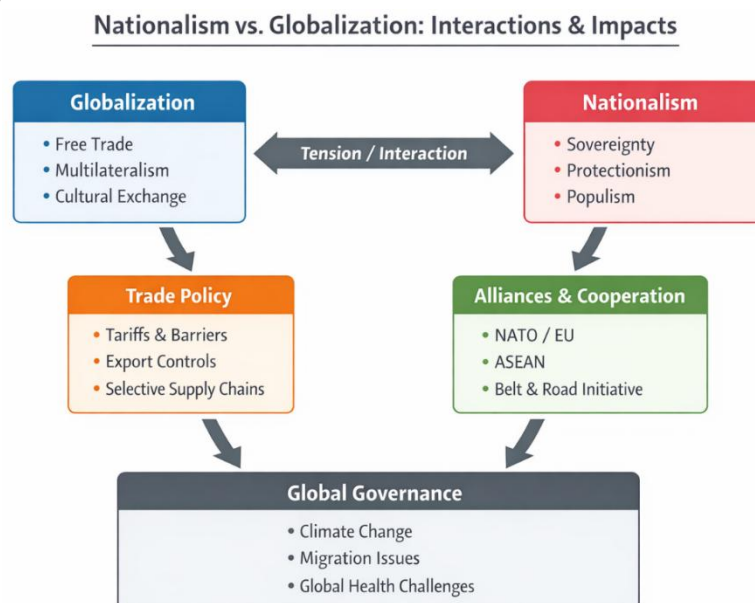 Nationalism vs. Globalization: Interactions & Impacts
Globalization
• Free Trade
• Multilateralism
• Cultural Exchange
Tension / Interaction
Nationalism
• Sovereignty
• Protectionism
• Populism
Trade Policy
• Tariffs & Barriers
• Export Controls
• Selective Supply Chains
Alliances & Cooperation
• NATO / EU
• ASEAN
• Belt & Road Initiative
Global Governance
• Climate Change
• Migration Issues
• Global Health Challenges